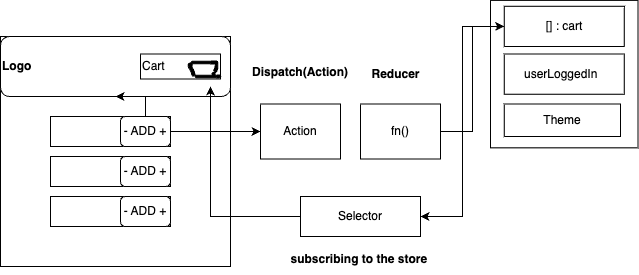 Logo
Cart
- ADD +
- ADD +
- ADD +
Dispatch(Action)
Action
Reducer
fn()
[] : cart
userLoggedIn
Theme
Selector
subscribing to the store